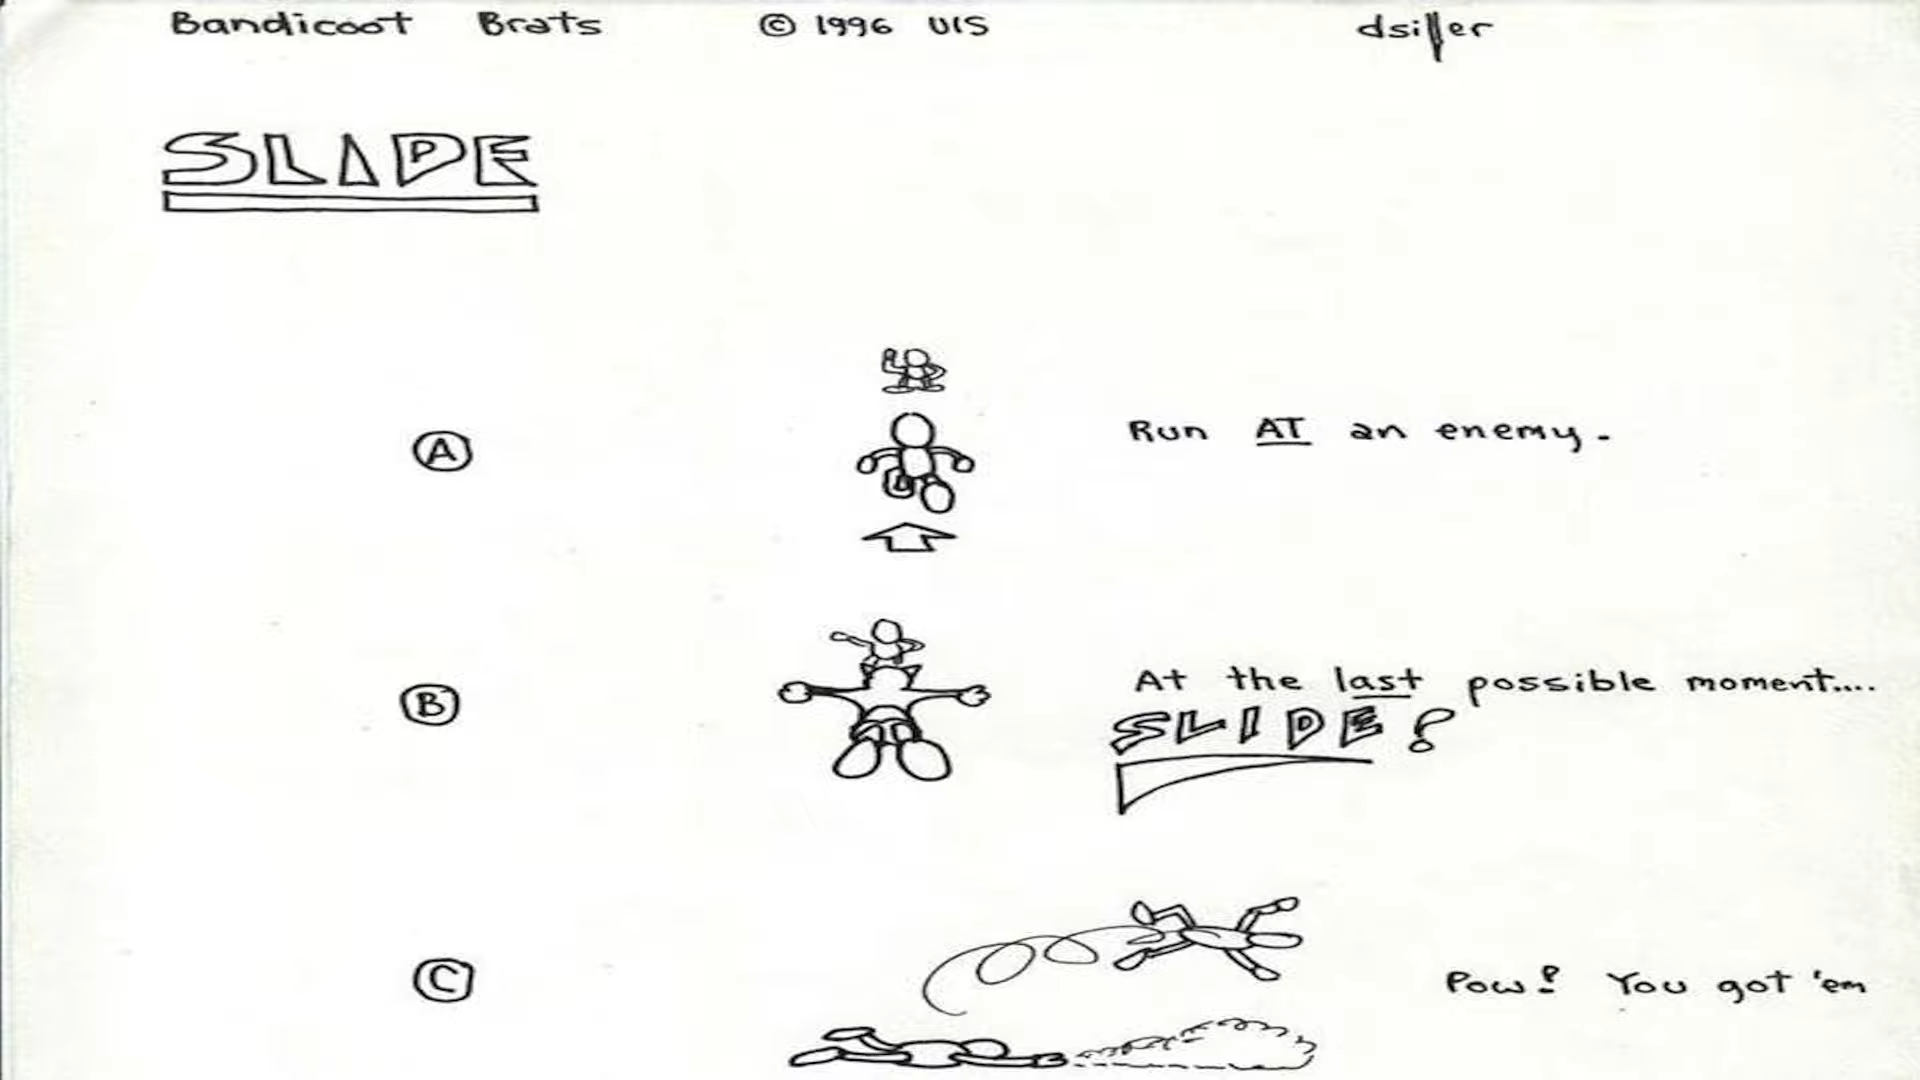 Bandicoot Brats © 1996 UIS dsiller
SLIDE
A Run AT an enemy.
B At the last possible moment....
SLIDE!
C Pow! You got 'em